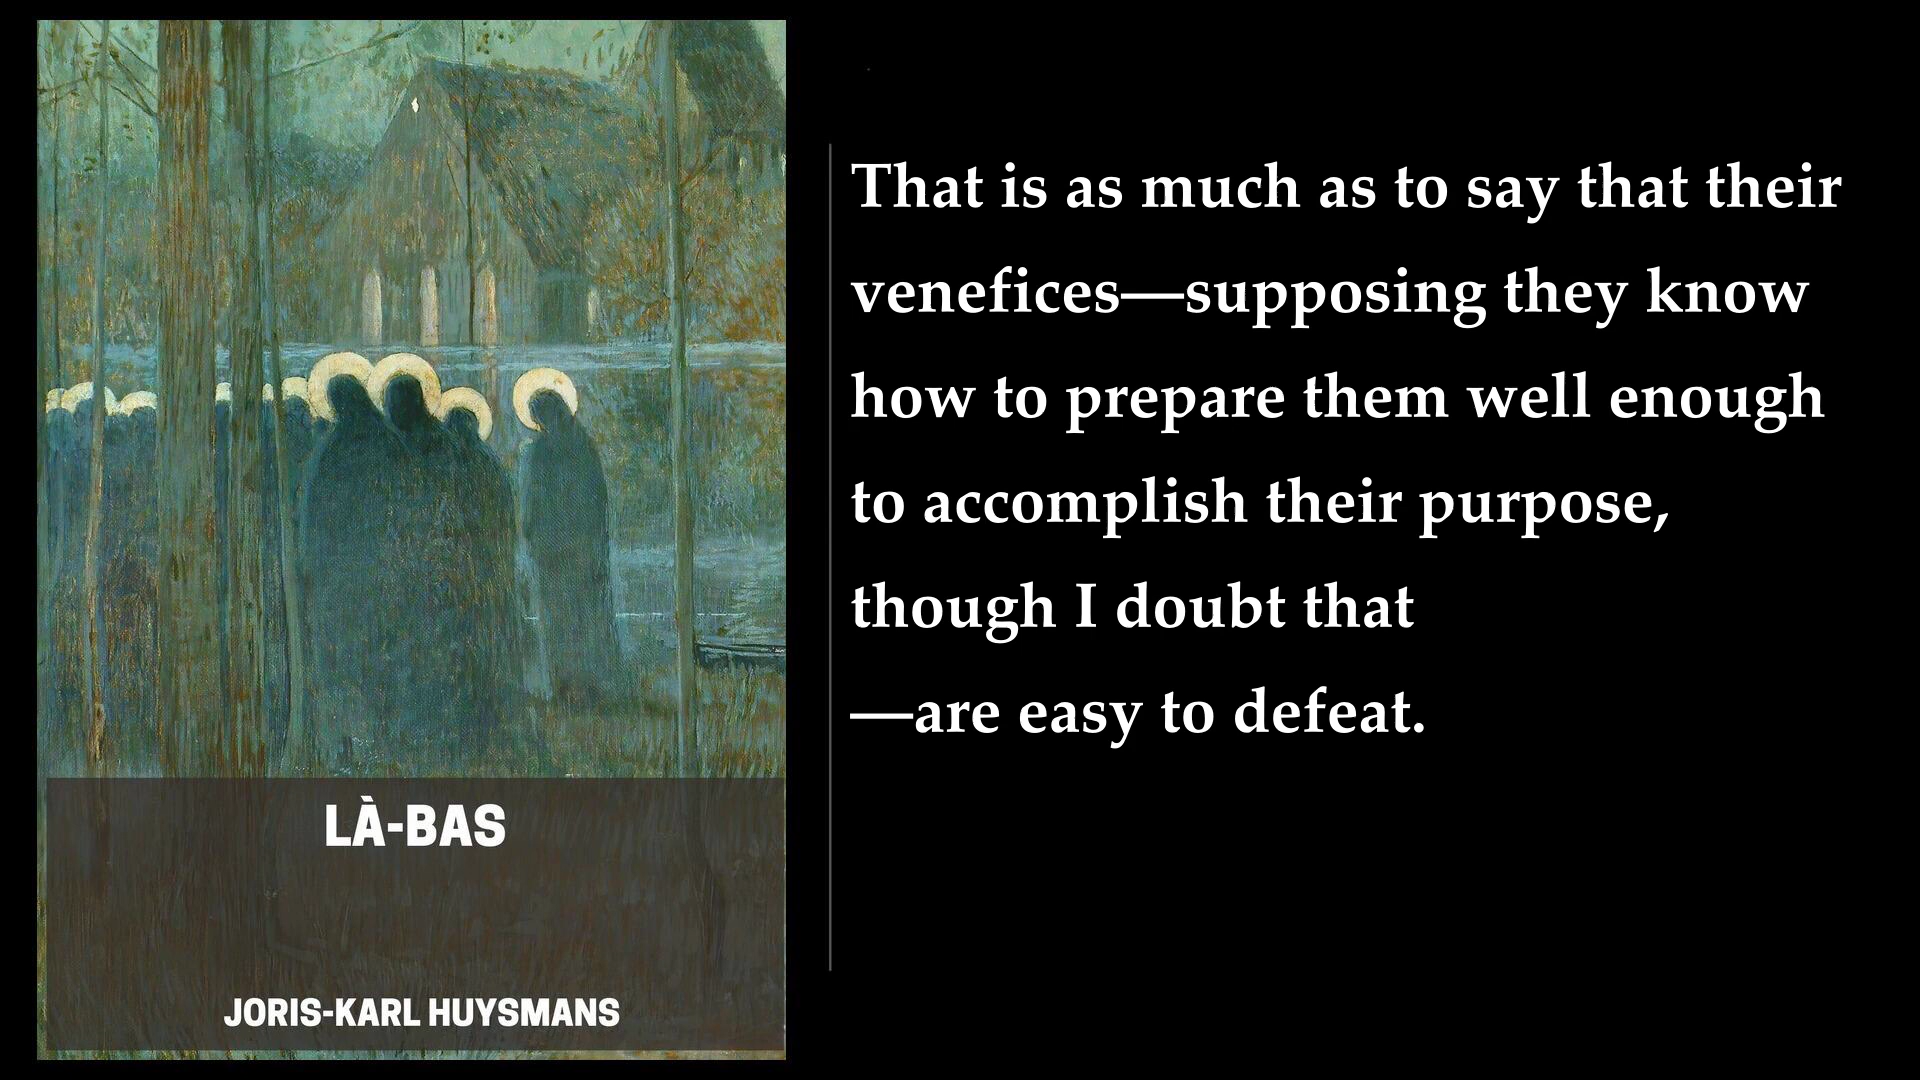 LÀ-BAS
JORIS-KARL HUYSMANS
That is as much as to say that their
venefices—supposing they know
how to prepare them well enough
to accomplish their purpose,
though I doubt that
—are easy to defeat.